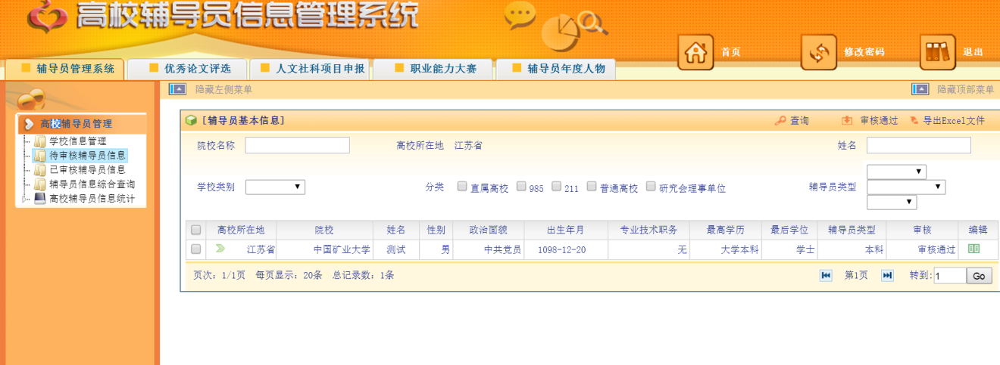 高校辅导员信息管理系统
首页 修改密码 退出
辅导员管理系统 优秀论文评选 人文社科项目申报 职业能力大赛 辅导员年度人物
隐藏左侧菜单 隐藏顶部菜单
高校辅导员管理
学校信息管理
待审核辅导员信息
已审核辅导员信息
辅导员信息综合查询
高校辅导员信息统计
[辅导员基本信息] 查询 审核通过 导出Excel文件
院校名称 高校所在地 江苏省 姓名
学校类别 分类 直属高校 985 211 普通高校 研究会理事单位 辅导员类型
高校所在地 院校 姓名 性别 政治面貌 出生年月 专业技术职务 最高学历 最后学位 辅导员类型 审核 编辑
江苏省 中国矿业大学 测试 男 中共党员 1098-12-20 无 大学本科 学士 本科 审核通过
页次: 1/1页 每页显示: 20条 总记录数: 1条 第1页 转到: 1 Go